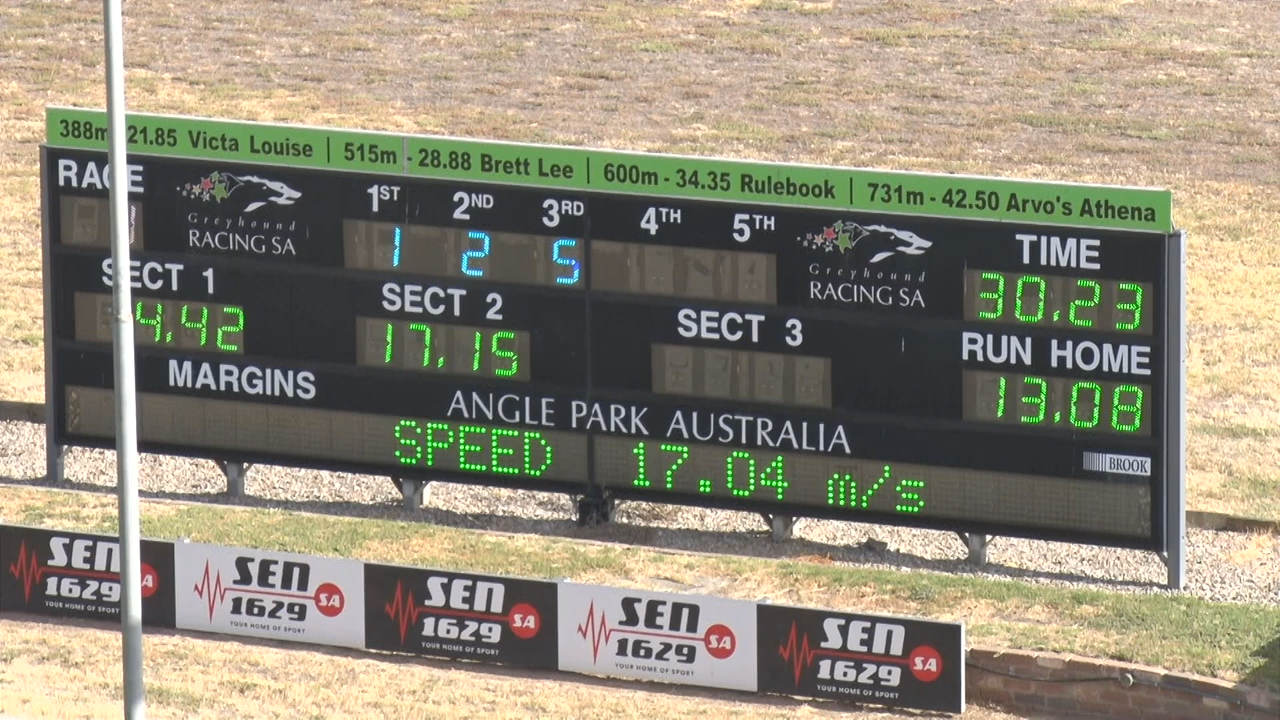 388m - 21.85 Victa Louise | 515m - 28.88 Brett Lee | 600m - 34.35 Rulebook | 731m - 42.50 Arvo's Athena
RACE
Greyhound
RACING SA
1ST 2ND 3RD 4TH 5TH
1 2 5
Greyhound
RACING SA
TIME
30.23
SECT 1
4.42
SECT 2
17.15
SECT 3
RUN HOME
13.08
MARGINS
ANGLE PARK AUSTRALIA
SPEED 17.04 m/s
BROOK
SEN
1629
SA
YOUR HOME OF SPORT
SEN
1629
SA
YOUR HOME OF SPORT
SEN
1629
SA
YOUR HOME OF SPORT
SEN
1629
SA
YOUR HOME OF SPORT
SEN
1629
SA
YOUR HOME OF SPORT